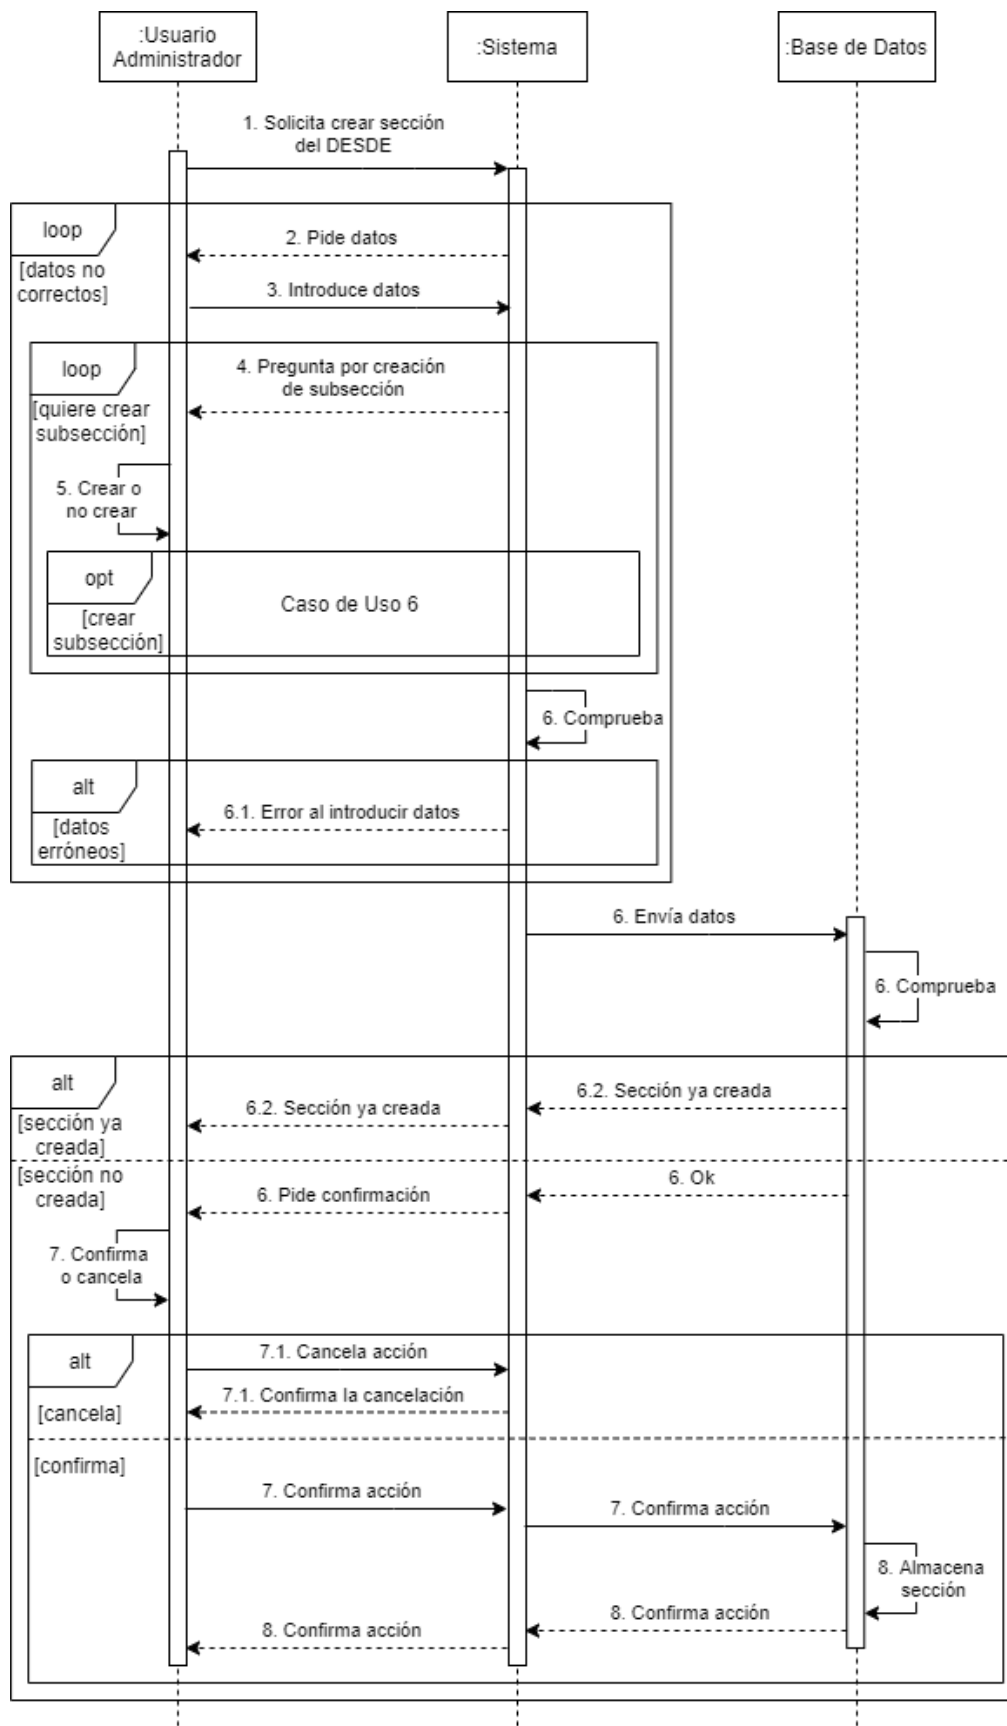 :Usuario
Administrador
:Sistema
:Base de Datos
1. Solicita crear sección
del DESDE
loop
[datos no
correctos]
2. Pide datos
3. Introduce datos
loop
[quiere crear
subsección]
4. Pregunta por creación
de subsección
5. Crear o
no crear
opt
[crear
subsección]
Caso de Uso 6
6. Comprueba
alt
[datos
erróneos]
6.1. Error al introducir datos
6. Envía datos
6. Comprueba
alt
[sección ya
creada]
6.2. Sección ya creada
6.2. Sección ya creada
[sección no
creada]
6. Ok
6. Pide confirmación
7. Confirma
o cancela
alt
[cancela]
7.1. Cancela acción
7.1. Confirma la cancelación
[confirma]
7. Confirma acción
7. Confirma acción
8. Almacena
sección
8. Confirma acción
8. Confirma acción